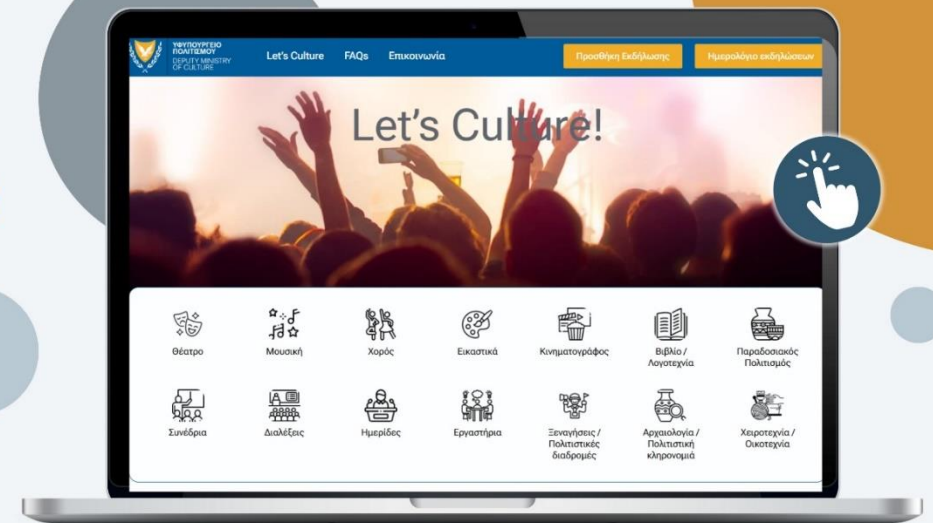 ΥΦΥΠΟΥΡΓΕΙΟ
ΠΟΛΙΤΙΣΜΟΥ
DEPUTY MINISTRY
OF CULTURE
Let's Culture
FAQs
Επικοινωνία
Προσθήκη Εκδήλωσης
Ημερολόγιο εκδηλώσεων
Let's Culture!
Θέατρο
Μουσική
Χορός
Εικαστικά
Κινηματογράφος
Βιβλίο /
Λογοτεχνία
Παραδοσιακός
Πολιτισμός
Συνέδρια
Διαλέξεις
Ημερίδες
Εργαστήρια
Ξεναγήσεις /
Πολιτιστικές
διαδρομές
Αρχαιολογία /
Πολιτιστική
κληρονομιά
Χειροτεχνία /
Οικοτεχνία